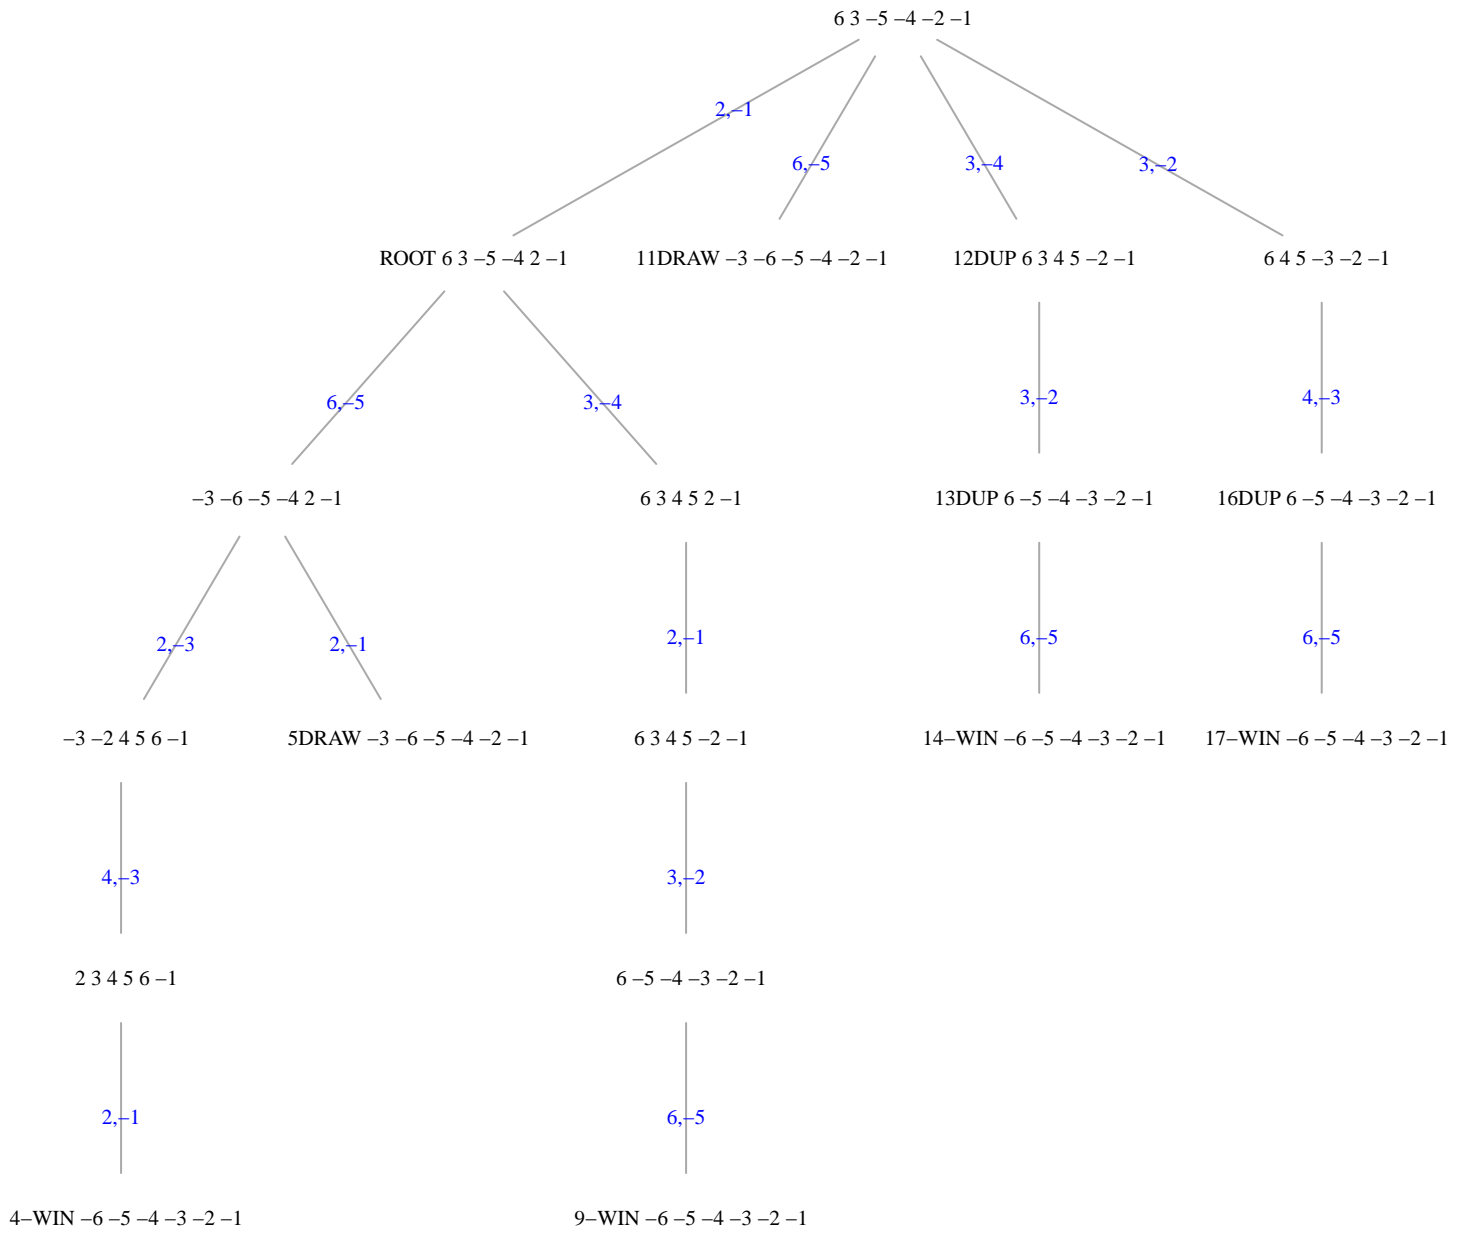 6 3 –5 –4 –2 –1
2,–1
6,–5
3,–4
3,–2
ROOT 6 3 –5 –4 2 –1
11DRAW –3 –6 –5 –4 –2 –1
12DUP 6 3 4 5 –2 –1
6 4 5 –3 –2 –1
6,–5
3,–4
3,–2
4,–3
–3 –6 –5 –4 2 –1
6 3 4 5 2 –1
13DUP 6 –5 –4 –3 –2 –1
16DUP 6 –5 –4 –3 –2 –1
2,–3
2,–1
2,–1
6,–5
6,–5
–3 –2 4 5 6 –1
5DRAW –3 –6 –5 –4 –2 –1
6 3 4 5 –2 –1
14–WIN –6 –5 –4 –3 –2 –1
17–WIN –6 –5 –4 –3 –2 –1
4,–3
3,–2
2 3 4 5 6 –1
6 –5 –4 –3 –2 –1
2,–1
6,–5
4–WIN –6 –5 –4 –3 –2 –1
9–WIN –6 –5 –4 –3 –2 –1